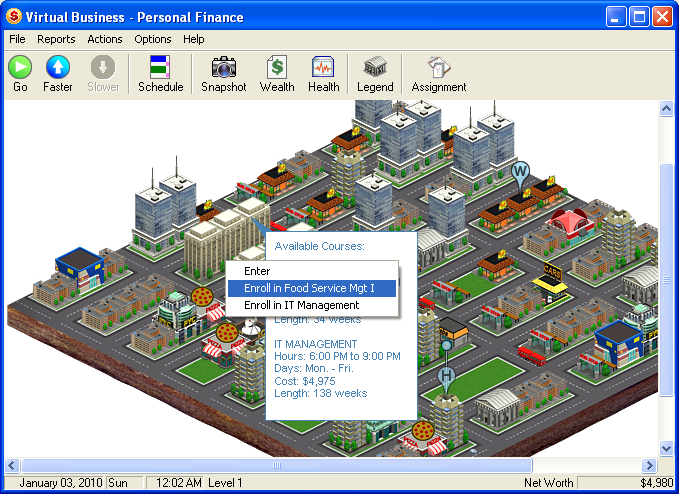 Virtual Business - Personal Finance
File Reports Actions Options Help
Go Faster Slower Schedule Snapshot Wealth Health Legend Assignment
W
Available Courses:
CARS
Enter
Enroll in Food Service Mgt I
Enroll in IT Management
Length: 34 weeks
IT MANAGEMENT
Hours: 6:00 PM to 9:00 PM
Days: Mon. - Fri.
Cost: $4,975
Length: 138 weeks
H
January 03, 2010 Sun 12:02 AM Level 1 Net Worth $4,980